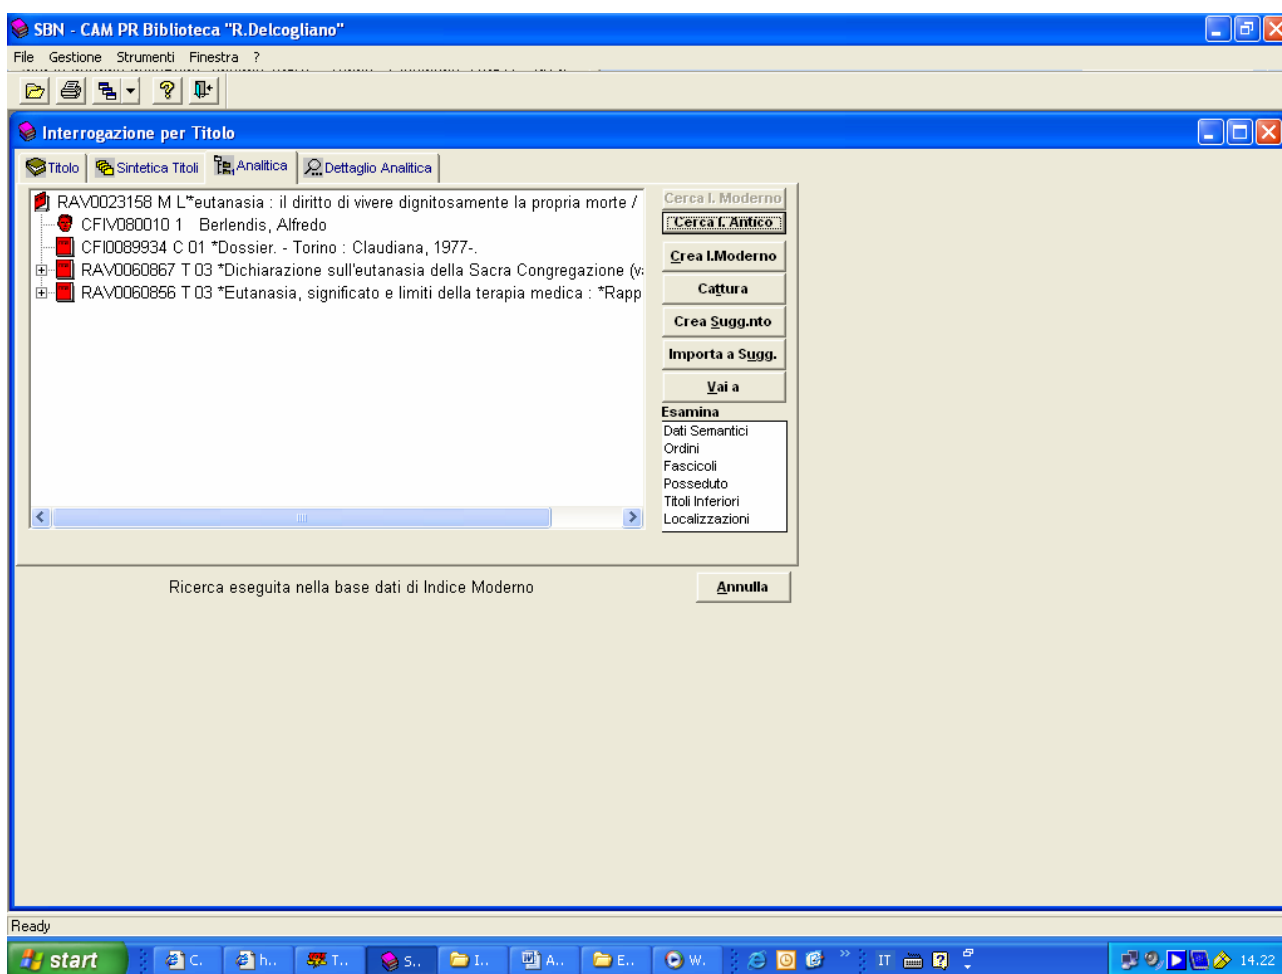 SBN - CAM PR Biblioteca "R.Delcogliano"
File Gestione Strumenti Finestra ?
Interrogazione per Titolo
Titolo Sintetica Titoli Analitica Dettaglio Analitica
RAV0023158 M L'*eutanasia : il diritto di vivere dignitosamente la propria morte /
CFIV080010 1 Berlendis, Alfredo
CFI0089934 C 01 *Dossier. - Torino : Claudiana, 1977-.
RAV0060867 T 03 *Dichiarazione sull'eutanasia della Sacra Congregazione (va
RAV0060856 T 03 *Eutanasia, significato e limiti della terapia medica : *Rapp
Cerca I. Moderno
Cerca I. Antico
Crea I.Moderno
Cattura
Crea Sugg.nto
Importa a Sugg.
Vai a
Esamina
Dati Semantici
Ordini
Fascicoli
Posseduto
Titoli Inferiori
Localizzazioni
Ricerca eseguita nella base dati di Indice Moderno
Annulla
Ready
start C. h.. T.. S.. I.. A.. E.. W. » IT 14.22